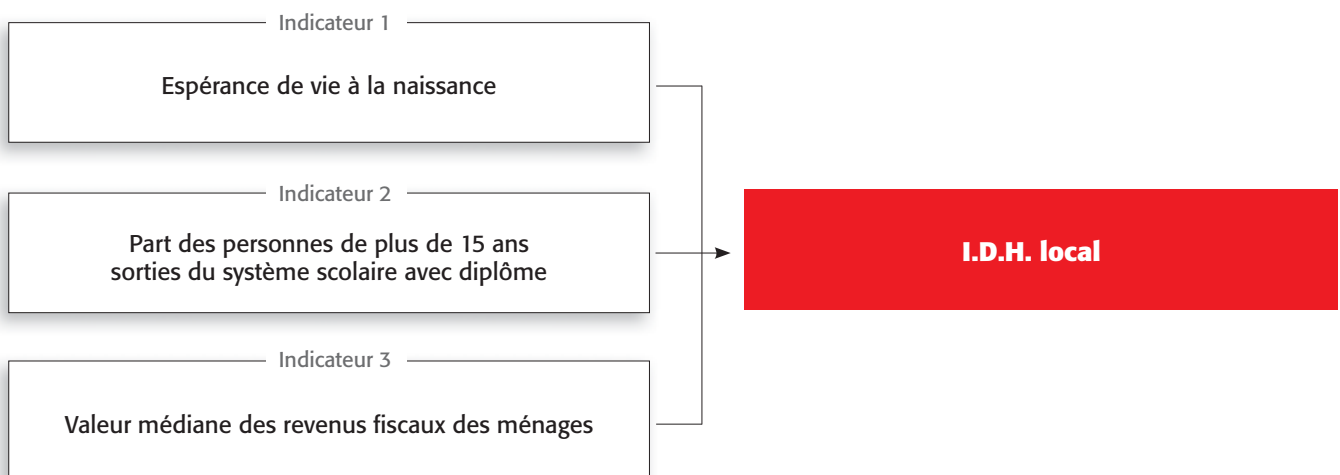 Indicateur 1
Espérance de vie à la naissance
Indicateur 2
Part des personnes de plus de 15 ans
sorties du système scolaire avec diplôme
I.D.H. local
Indicateur 3
Valeur médiane des revenus fiscaux des ménages